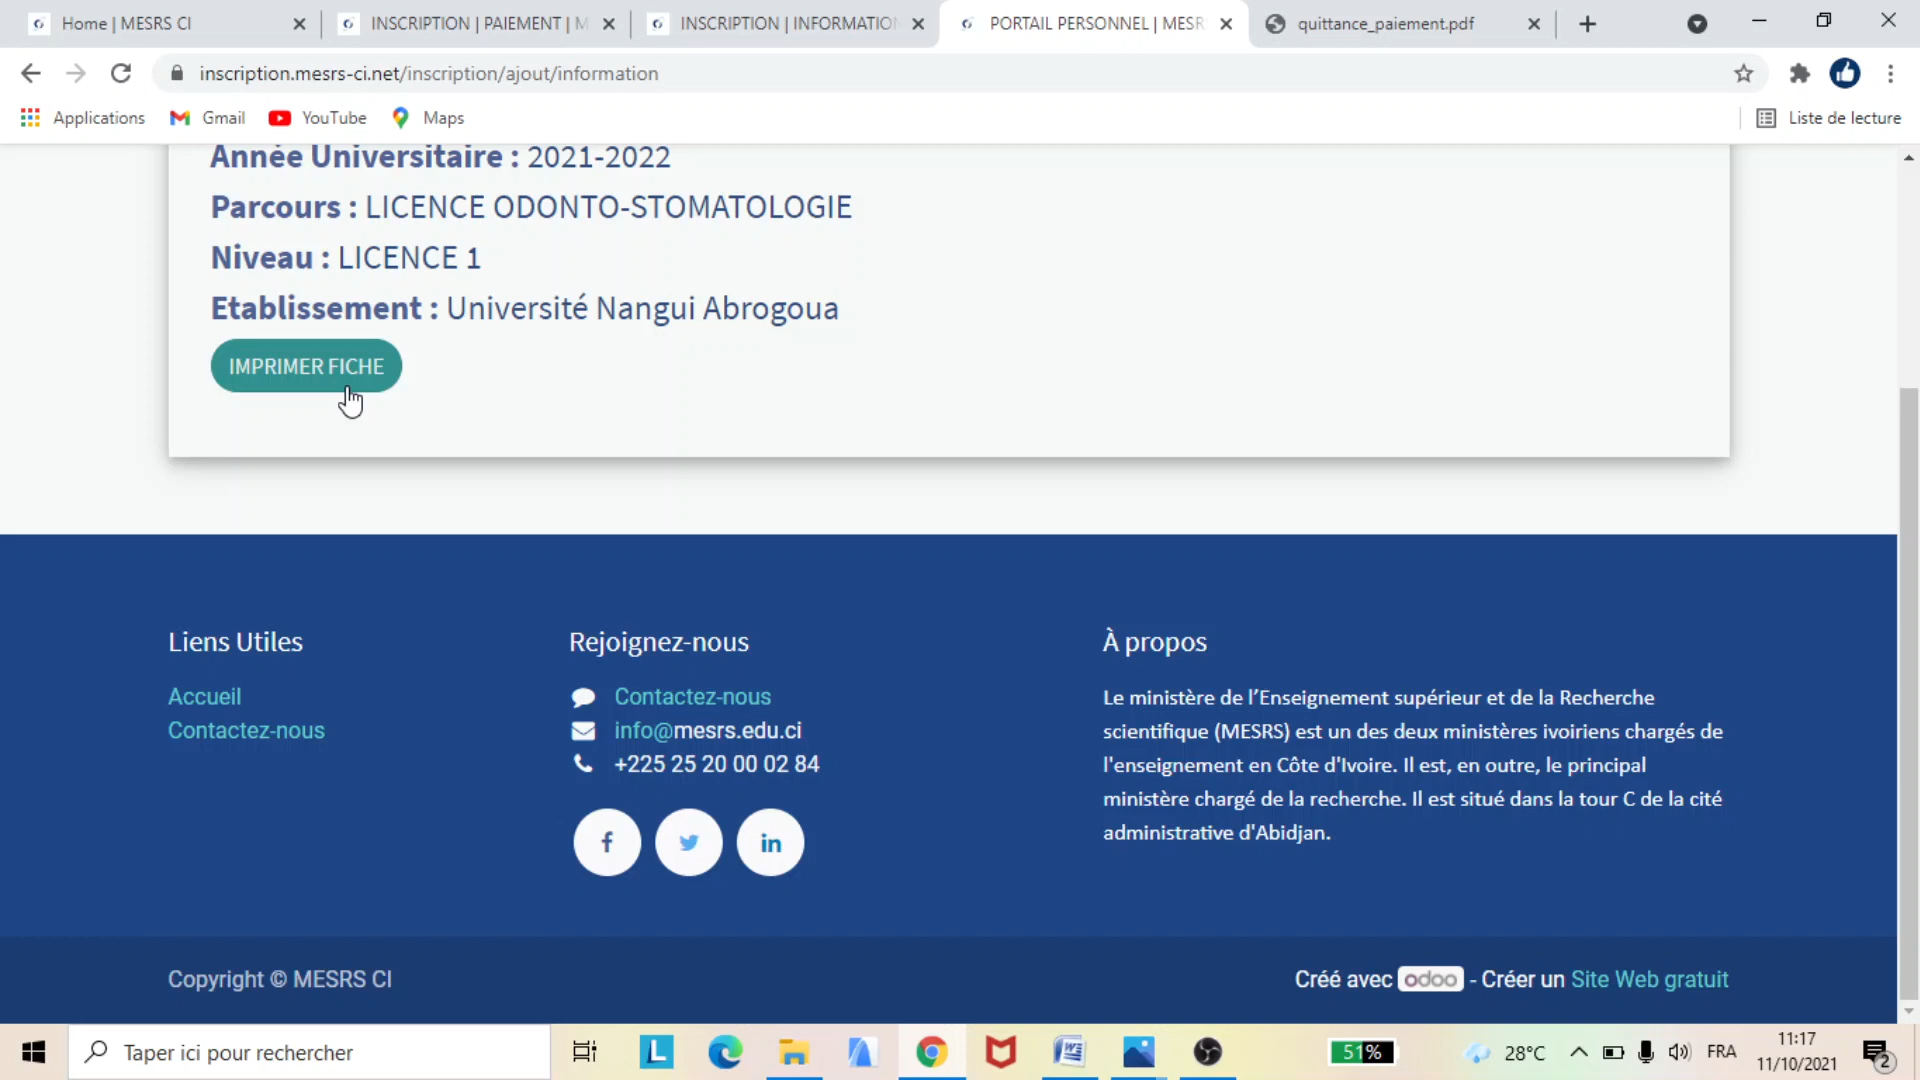 Home | MESRS CI
INSCRIPTION | PAIEMENT | M
INSCRIPTION | INFORMATION
PORTAIL PERSONNEL | MESR
quittance_paiement.pdf
inscription.mesrs-ci.net/inscription/ajout/information
Applications
Gmail
YouTube
Maps
Liste de lecture
Année Universitaire : 2021-2022
Parcours : LICENCE ODONTO-STOMATOLOGIE
Niveau : LICENCE 1
Etablissement : Université Nangui Abrogoua
IMPRIMER FICHE
Liens Utiles
Accueil
Contactez-nous
Rejoignez-nous
Contactez-nous
info@mesrs.edu.ci
+225 25 20 00 02 84
À propos
Le ministère de l’Enseignement supérieur et de la Recherche
scientifique (MESRS) est un des deux ministères ivoiriens chargés de
l'enseignement en Côte d'Ivoire. Il est, en outre, le principal
ministère chargé de la recherche. Il est situé dans la tour C de la cité
administrative d'Abidjan.
Copyright © MESRS CI
Créé avec odoo - Créer un Site Web gratuit
Taper ici pour rechercher
51%
28°C
FRA
11:17
11/10/2021
2